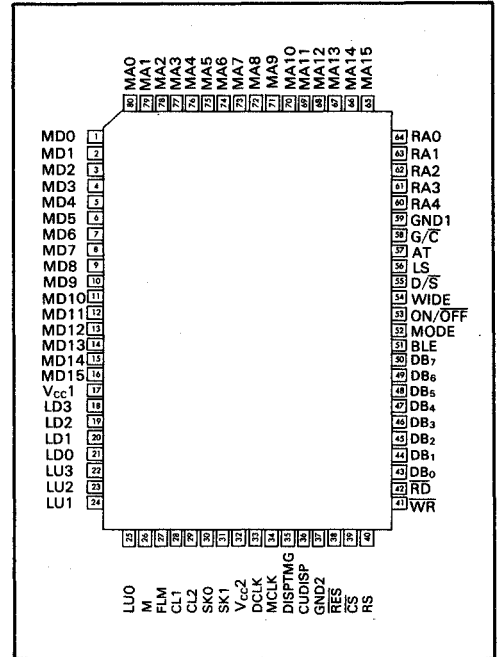 MA0 MA1 MA2 MA3 MA4 MA5 MA6 MA7 MA8 MA9 MA10 MA11 MA12 MA13 MA14 MA15
80 79 78 77 76 75 74 73 72 71 70 69 68 67 66 65
MD0 1
MD1 2
MD2 3
MD3 4
MD4 5
MD5 6
MD6 7
MD7 8
MD8 9
MD9 10
MD10 11
MD11 12
MD12 13
MD13 14
MD14 15
MD15 16
Vcc1 17
LD3 18
LD2 19
LD1 20
LD0 21
LU3 22
LU2 23
LU1 24
64 RA0
63 RA1
62 RA2
61 RA3
60 RA4
59 GND1
58 G/C̅
57 AT
56 LS
55 D/S̅
54 WIDE
53 ON/O̅F̅F̅
52 MODE
51 BLE
50 DB₇
49 DB₆
48 DB₅
47 DB₄
46 DB₃
45 DB₂
44 DB₁
43 DB₀
42 R̅D̅
41 W̅R̅
25 26 27 28 29 30 31 32 33 34 35 36 37 38 39 40
LU0 M FLM CL1 CL2 SK0 SK1 Vcc2 DCLK MCLK DISPTMG CUDISP GND2 R̅E̅S̅ C̅S̅ RS